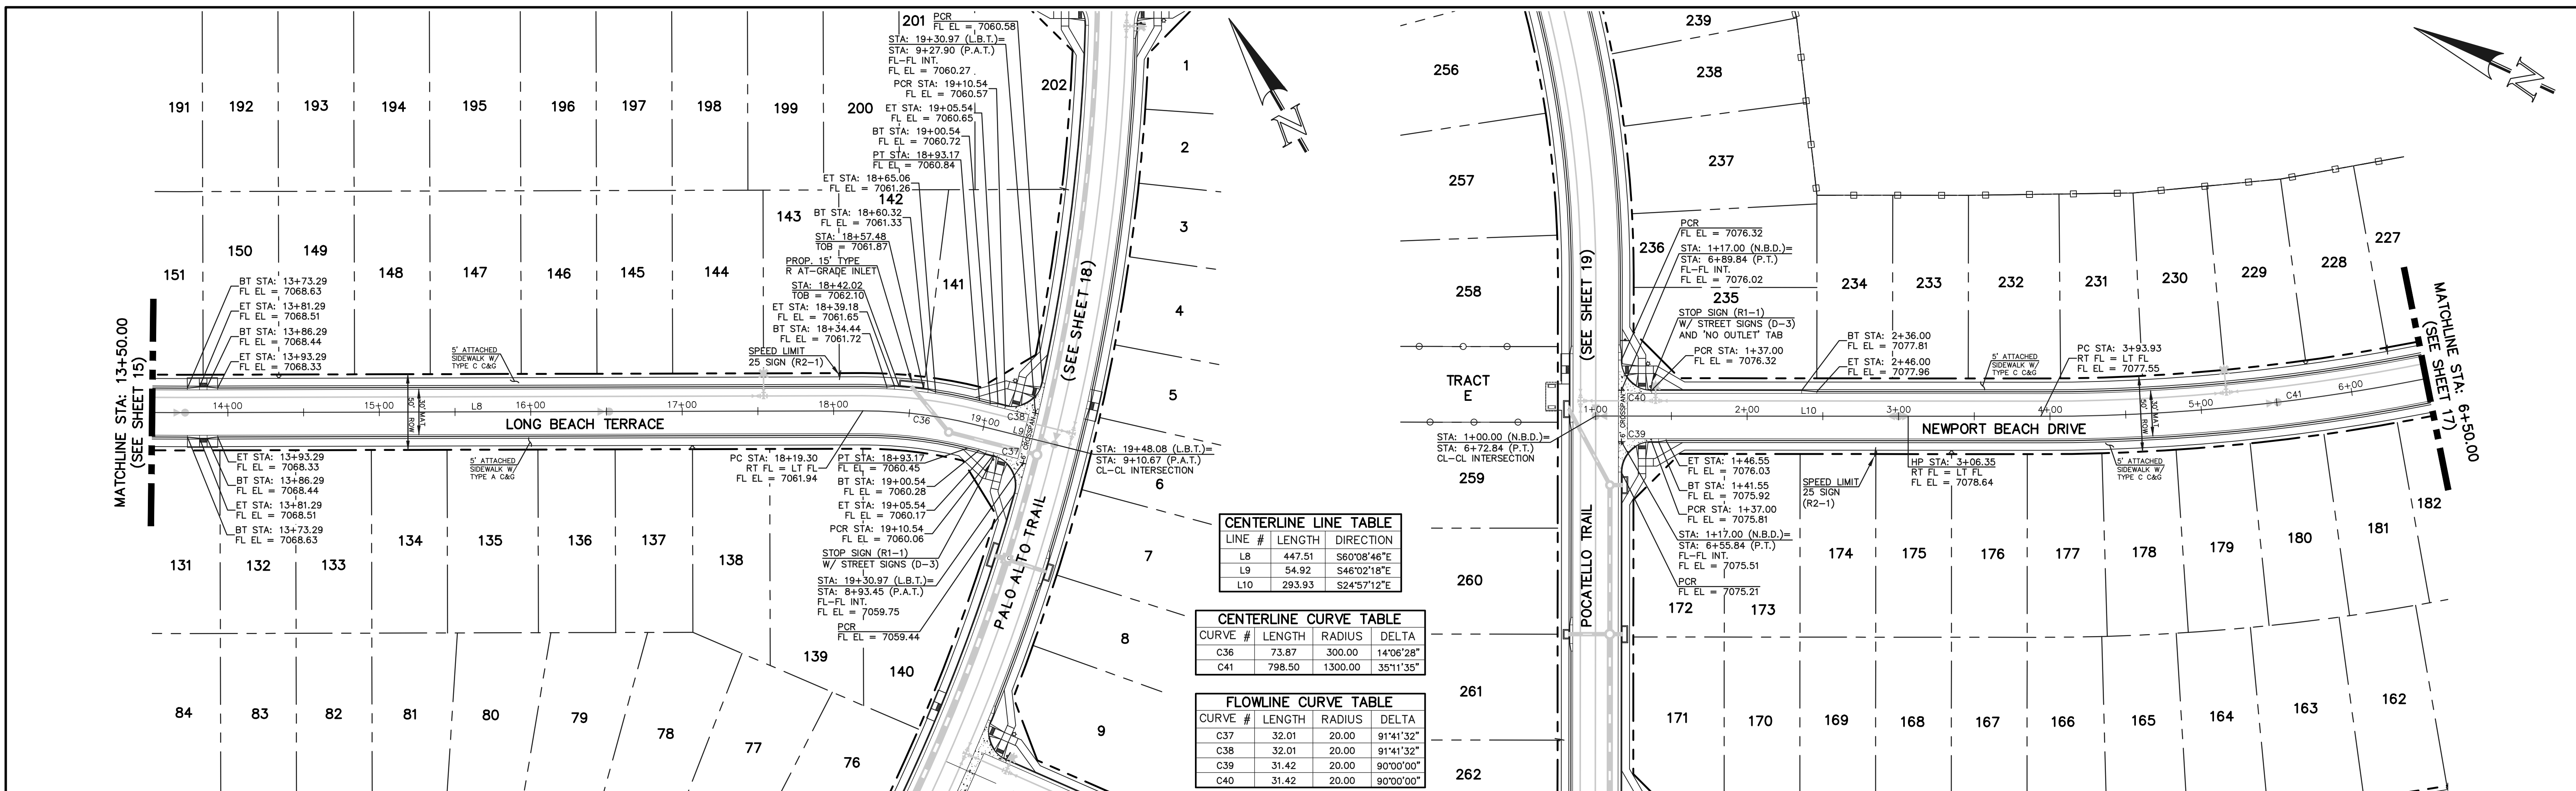 MATCHLINE STA: 13+50.00
(SEE SHEET 15)
191
192
193
194
195
196
197
198
199
200
201
202
151
150
149
148
147
146
145
144
143
142
141
BT STA: 13+73.29
FL EL = 7068.63
ET STA: 13+81.29
FL EL = 7068.51
BT STA: 13+86.29
FL EL = 7068.44
ET STA: 13+93.29
FL EL = 7068.33
5' ATTACHED
SIDEWALK W/
TYPE C C&G
PCR
FL EL = 7060.58
STA: 19+30.97 (L.B.T.)=
STA: 9+27.90 (P.A.T.)
FL-FL INT.
FL EL = 7060.27
PCR STA: 19+10.54
FL EL = 7060.57
ET STA: 19+05.54
FL EL = 7060.65
BT STA: 19+00.54
FL EL = 7060.72
PT STA: 18+93.17
FL EL = 7060.84
ET STA: 18+65.06
FL EL = 7061.26
BT STA: 18+60.32
FL EL = 7061.33
STA: 18+57.48
TOB = 7061.87
PROP. 15' TYPE
R AT-GRADE INLET
STA: 18+42.02
TOB = 7062.10
ET STA: 18+39.18
FL EL = 7061.65
BT STA: 18+34.44
FL EL = 7061.72
SPEED LIMIT
25 SIGN (R2-1)
14+00
15+00
50' ROW
30' MAT
L8
16+00
17+00
18+00
C36
19+00
L9
C38
C37
6' CROSSPAN
LONG BEACH TERRACE
ET STA: 13+93.29
FL EL = 7068.33
BT STA: 13+86.29
FL EL = 7068.44
ET STA: 13+81.29
FL EL = 7068.51
BT STA: 13+73.29
FL EL = 7068.63
5' ATTACHED
SIDEWALK W/
TYPE A C&G
PC STA: 18+19.30
RT FL = LT FL
FL EL = 7061.94
PT STA: 18+93.17
FL EL = 7060.45
BT STA: 19+00.54
FL EL = 7060.28
ET STA: 19+05.54
FL EL = 7060.17
PCR STA: 19+10.54
FL EL = 7060.06
STOP SIGN (R1-1)
W/ STREET SIGNS (D-3)
STA: 19+30.97 (L.B.T.)=
STA: 8+93.45 (P.A.T.)
FL-FL INT.
FL EL = 7059.75
PCR
FL EL = 7059.44
STA: 19+48.08 (L.B.T.)=
STA: 9+10.67 (P.A.T.)
CL-CL INTERSECTION
(SEE SHEET 18)
PALO ALTO TRAIL
131
132
133
134
135
136
137
138
139
140
84
83
82
81
80
79
78
77
76
1
2
3
4
5
6
7
8
9
CENTERLINE LINE TABLE
LINE # LENGTH DIRECTION
L8 447.51 S60°08'46"E
L9 54.92 S46°02'18"E
L10 293.93 S24°57'12"E
CENTERLINE CURVE TABLE
CURVE # LENGTH RADIUS DELTA
C36 73.87 300.00 14°06'28"
C41 798.50 1300.00 35°11'35"
FLOWLINE CURVE TABLE
CURVE # LENGTH RADIUS DELTA
C37 32.01 20.00 91°41'32"
C38 32.01 20.00 91°41'32"
C39 31.42 20.00 90°00'00"
C40 31.42 20.00 90°00'00"
N
256
257
258
TRACT
E
259
260
261
262
STA: 1+00.00 (N.B.D.)=
STA: 6+72.84 (P.T.)
CL-CL INTERSECTION
(SEE SHEET 19)
POCATELLO TRAIL
239
238
237
236
235
234
233
232
231
230
229
228
227
PCR
FL EL = 7076.32
STA: 1+17.00 (N.B.D.)=
STA: 6+89.84 (P.T.)
FL-FL INT.
FL EL = 7076.02
STOP SIGN (R1-1)
W/ STREET SIGNS (D-3)
AND 'NO OUTLET' TAB
PCR STA: 1+37.00
FL EL = 7076.32
BT STA: 2+36.00
FL EL = 7077.81
ET STA: 2+46.00
FL EL = 7077.96
5' ATTACHED
SIDEWALK W/
TYPE C C&G
PC STA: 3+93.93
RT FL = LT FL
FL EL = 7077.55
1+00
6' CROSSPAN
C40
C39
2+00
L10
3+00
4+00
50' ROW
30' MAT
5+00
C41
6+00
NEWPORT BEACH DRIVE
ET STA: 1+46.55
FL EL = 7076.03
BT STA: 1+41.55
FL EL = 7075.92
PCR STA: 1+37.00
FL EL = 7075.81
STA: 1+17.00 (N.B.D.)=
STA: 6+55.84 (P.T.)
FL-FL INT.
FL EL = 7075.51
PCR
FL EL = 7075.21
SPEED LIMIT
25 SIGN
(R2-1)
HP STA: 3+06.35
RT FL = LT FL
FL EL = 7078.64
5' ATTACHED
SIDEWALK W/
TYPE C C&G
172
173
174
175
176
177
178
179
180
181
182
171
170
169
168
167
166
165
164
163
162
MATCHLINE STA: 6+50.00
(SEE SHEET 17)
N